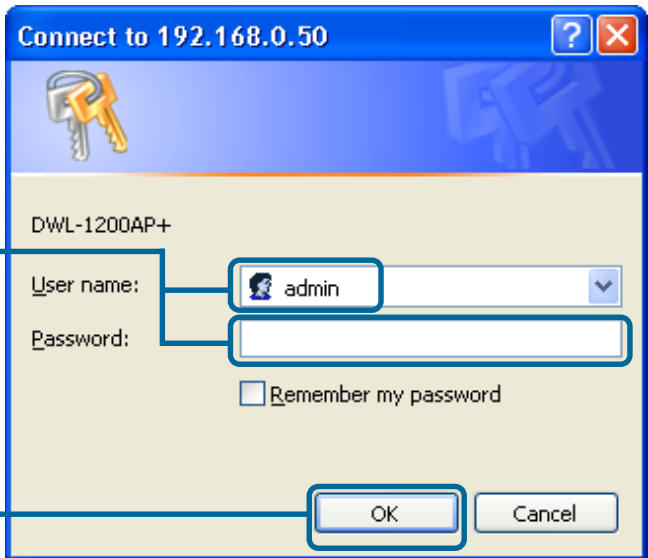 Connect to 192.168.0.50
DWL-1200AP+
User name:
admin
Password:
Remember my password
OK
Cancel